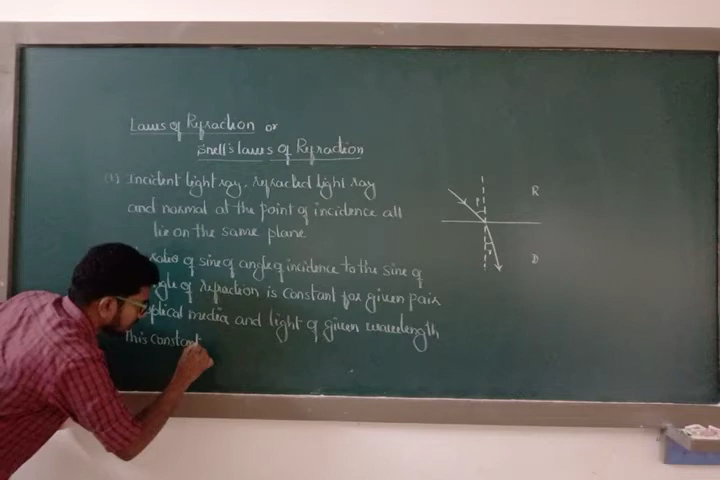 Laws of Refraction or
Snell's laws of Refraction
(1) Incident light ray, refracted light ray
and normal at the point of incidence all
lie on the same plane
ratio of sine of angle of incidence to the sine of
of refraction is constant for given pair
optical media and light of given wavelength
This constant
R
i
r
D